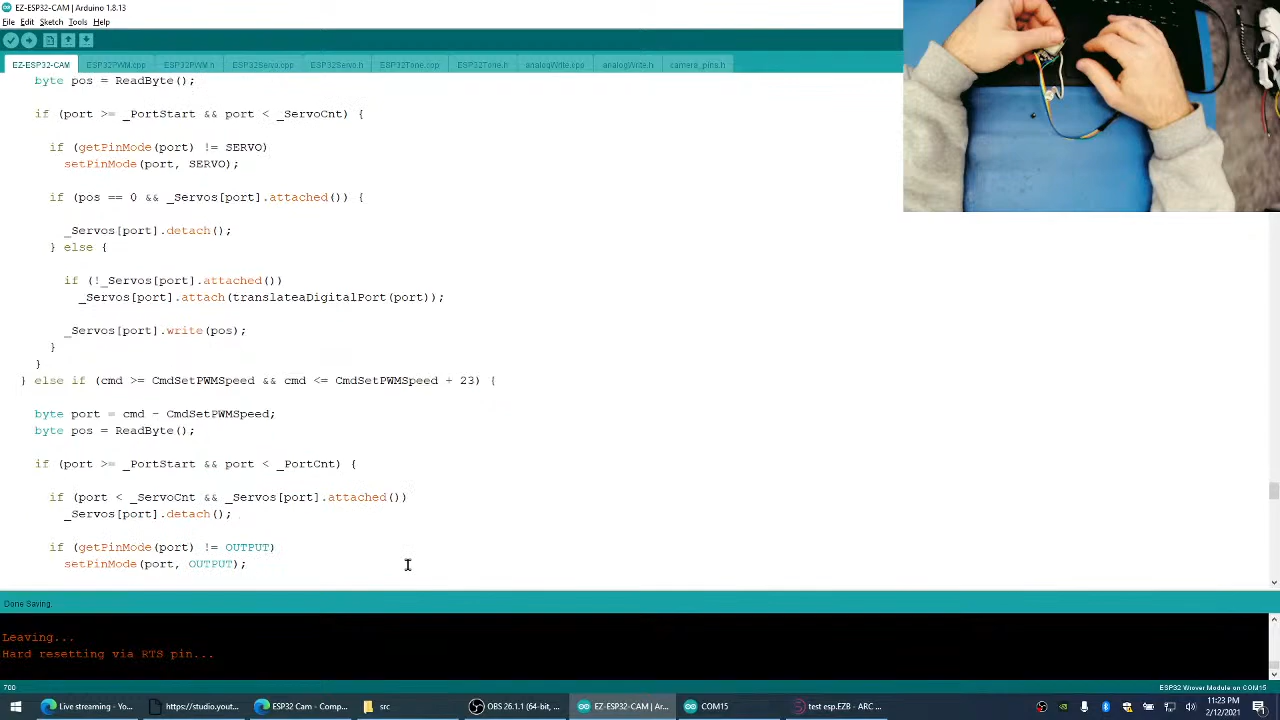 EZ-ESP32-CAM | Arduino 1.8.13
File Edit Sketch Tools Help
EZ-ESP32-CAM ESP32PWM.cpp ESP32PWM.h ESP32Servo.cpp ESP32Servo.h ESP32Tone.cpp ESP32Tone.h analogWrite.cpp analogWrite.h camera_pins.h
byte pos = ReadByte();
if (port >= _PortStart && port < _ServoCnt) {
if (getPinMode(port) != SERVO)
setPinMode(port, SERVO);
if (pos == 0 && _Servos[port].attached()) {
_Servos[port].detach();
} else {
if (!_Servos[port].attached())
_Servos[port].attach(translateaDigitalPort(port));
_Servos[port].write(pos);
}
}
} else if (cmd >= CmdSetPWMSpeed && cmd <= CmdSetPWMSpeed + 23) {
byte port = cmd - CmdSetPWMSpeed;
byte pos = ReadByte();
if (port >= _PortStart && port < _PortCnt) {
if (port < _ServoCnt && _Servos[port].attached())
_Servos[port].detach();
if (getPinMode(port) != OUTPUT)
setPinMode(port, OUTPUT);
Done Saving.
Leaving...
Hard resetting via RTS pin...
700 ESP32 Wrover Module on COM15
Live streaming - Yo... https://studio.yout... ESP32 Cam - Comp... src OBS 26.1.1 (64-bit, ... EZ-ESP32-CAM | Ar... COM15 test esp.EZB - ARC ... 11:23 PM
2/12/2021